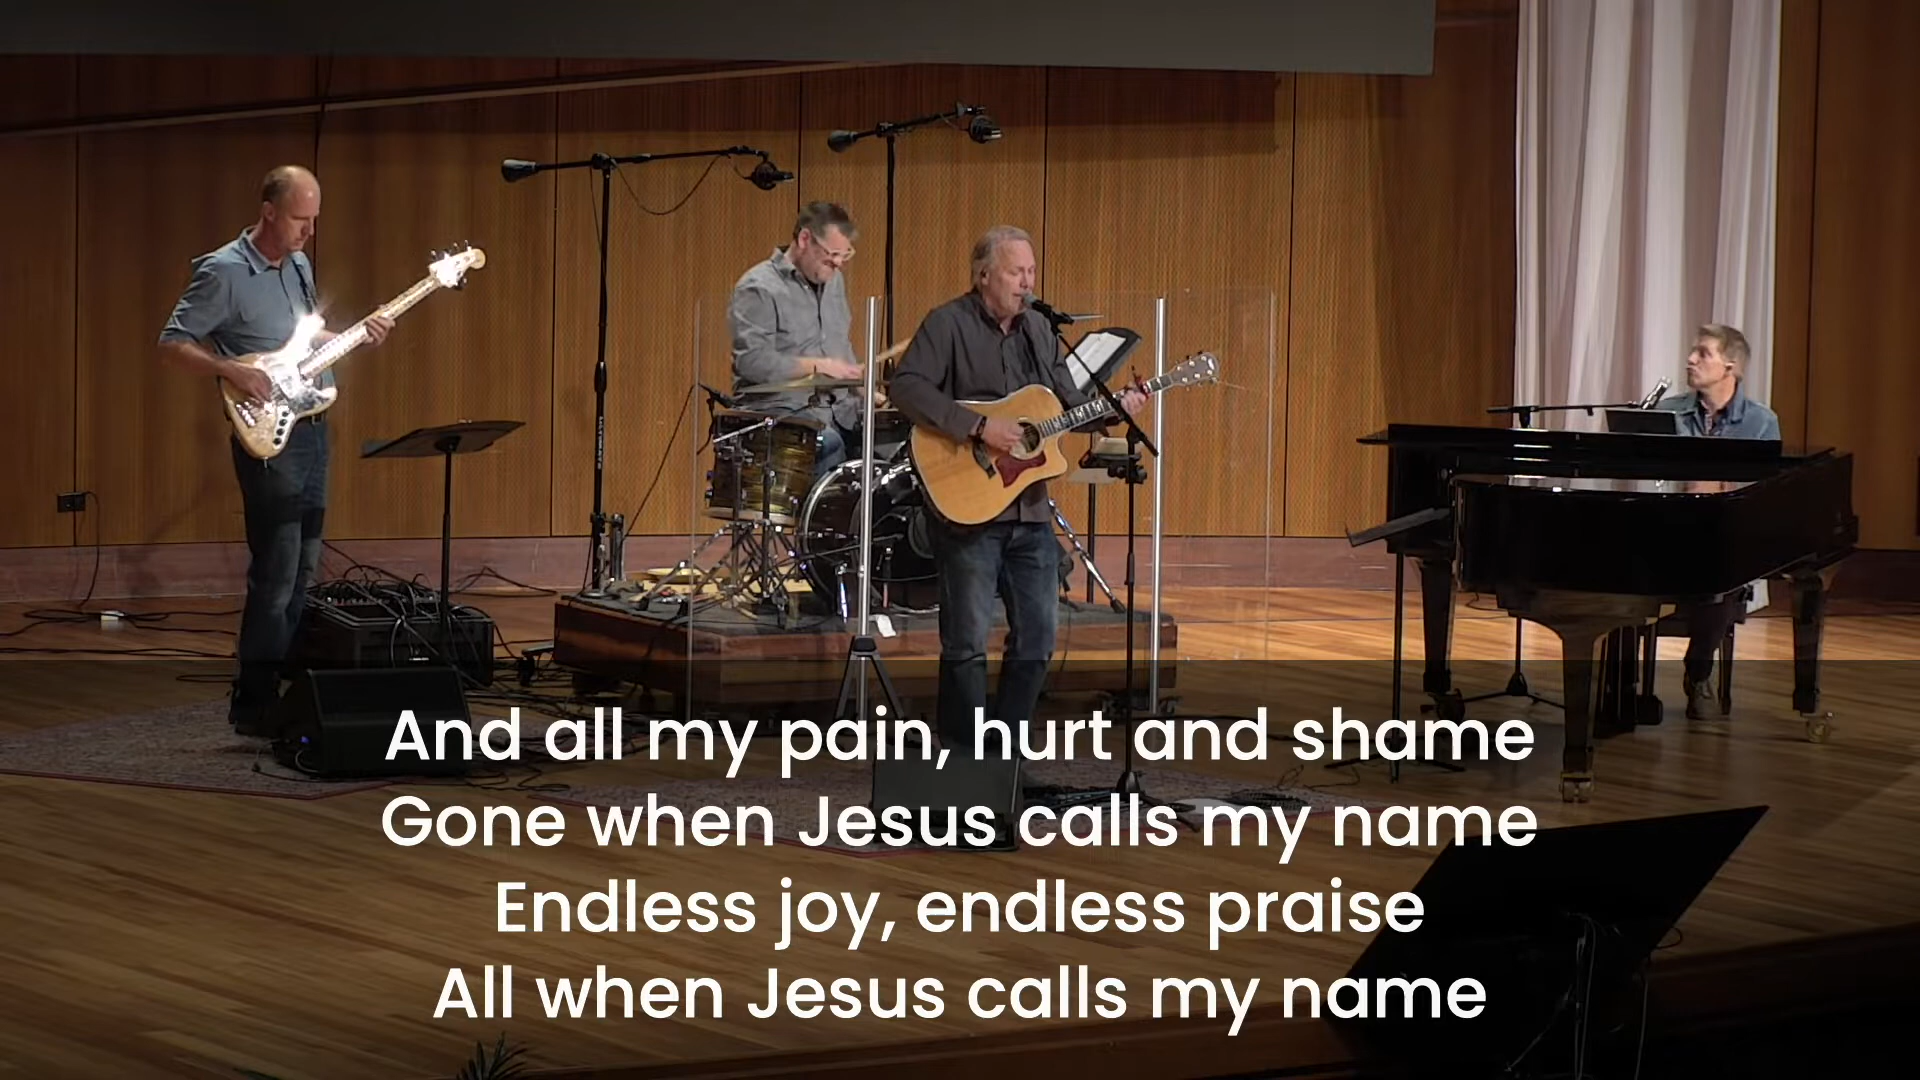 And all my pain, hurt and shame
Gone when Jesus calls my name
Endless joy, endless praise
All when Jesus calls my name